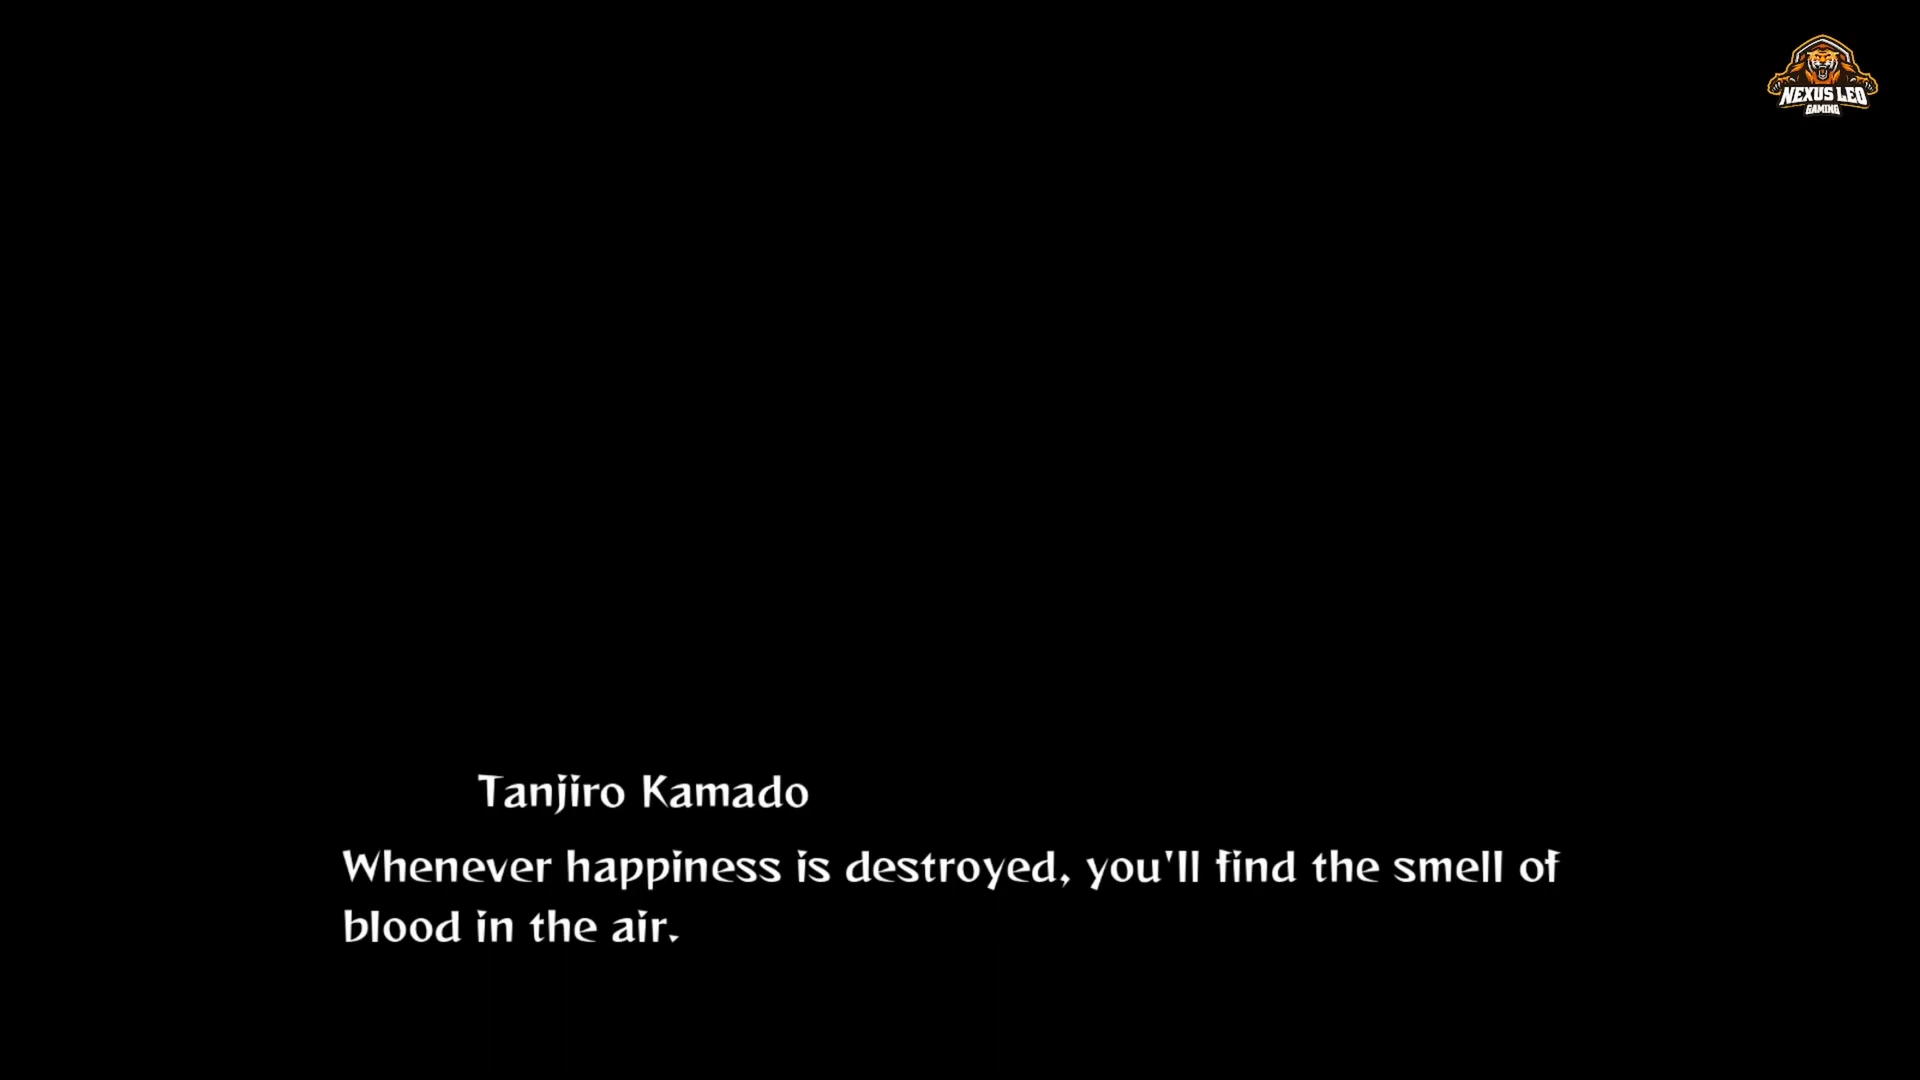 NEXUS LEO
GAMING
Tanjiro Kamado
Whenever happiness is destroyed, you'll find the smell of
blood in the air.